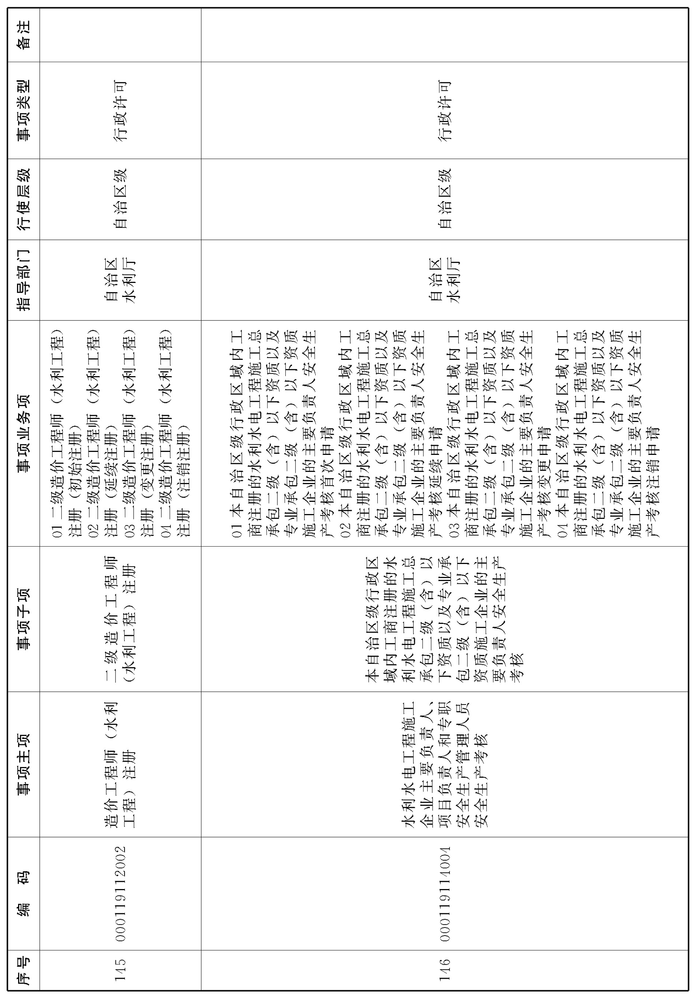 序号
编 码
事项主项
事项子项
事项业务项
指导部门
行使层级
事项类型
备注
145
000119112002
造价工程师（水利
工程）注册
二级造价工程师
（水利工程）注册
01 二级造价工程师（水利工程）
注册（初始注册）
02 二级造价工程师（水利工程）
注册（延续注册）
03 二级造价工程师（水利工程）
注册（变更注册）
04 二级造价工程师（水利工程）
注册（注销注册）
自治区
水利厅
自治区级
行政许可
146
000119114004
水利水电工程施工
企业主要负责人、
项目负责人和专职
安全生产管理人员
安全生产考核
本自治区级行政区
域内工商注册的水
利水电工程施工总
承包二级（含）以
下资质以及专业承
包二级（含）以下
资质施工企业的主
要负责人安全生产
考核
01 本自治区级行政区域内工
商注册的水利水电工程施工总
承包二级（含）以下资质以及
专业承包二级（含）以下资质
施工企业的主要负责人安全生
产考核首次申请
02 本自治区级行政区域内工
商注册的水利水电工程施工总
承包二级（含）以下资质以及
专业承包二级（含）以下资质
施工企业的主要负责人安全生
产考核延续申请
03 本自治区级行政区域内工
商注册的水利水电工程施工总
承包二级（含）以下资质以及
专业承包二级（含）以下资质
施工企业的主要负责人安全生
产考核变更申请
04 本自治区级行政区域内工
商注册的水利水电工程施工总
承包二级（含）以下资质以及
专业承包二级（含）以下资质
施工企业的主要负责人安全生
产考核注销申请
自治区
水利厅
自治区级
行政许可